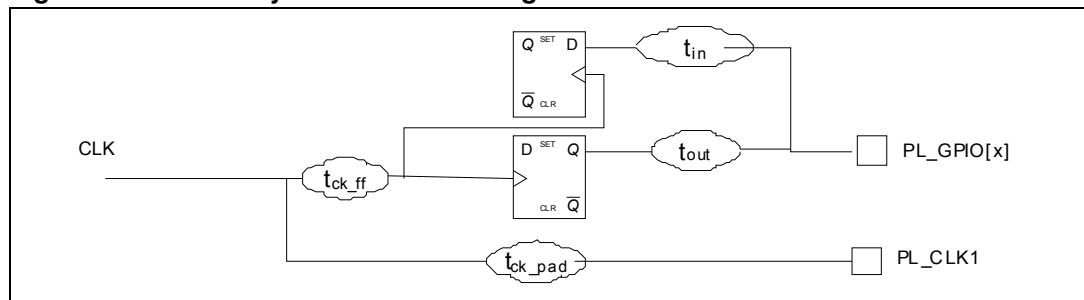 Q SET D
t_in
Q̅ CLR
CLK
D SET Q
t_out
PL_GPIO[x]
t_ck_ff
CLR Q̅
t_ck_pad
PL_CLK1